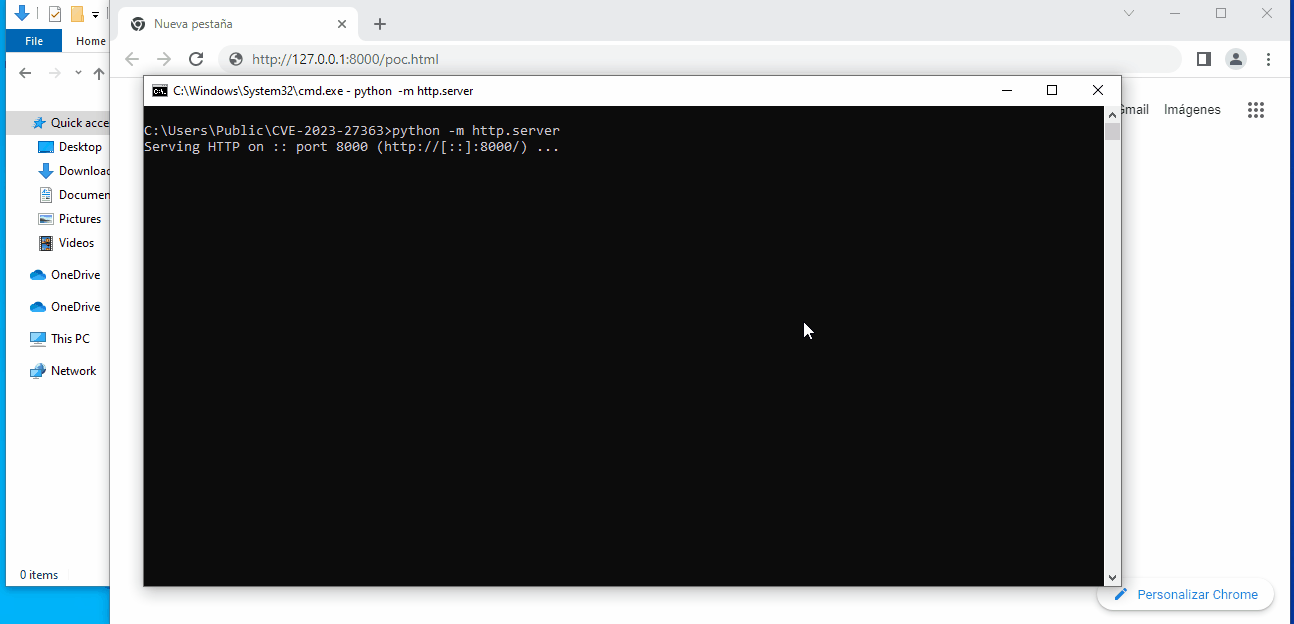 Nueva pestaña
File
Home
http://127.0.0.1:8000/poc.html
C:\Windows\System32\cmd.exe - python  -m http.server
C:\Users\Public\CVE-2023-27363>python -m http.server
Serving HTTP on :: port 8000 (http://[::]:8000/) ...
Gmail
Imágenes
Quick acce
Desktop
Downloac
Documen
Pictures
Videos
OneDrive
OneDrive
This PC
Network
0 items
Personalizar Chrome